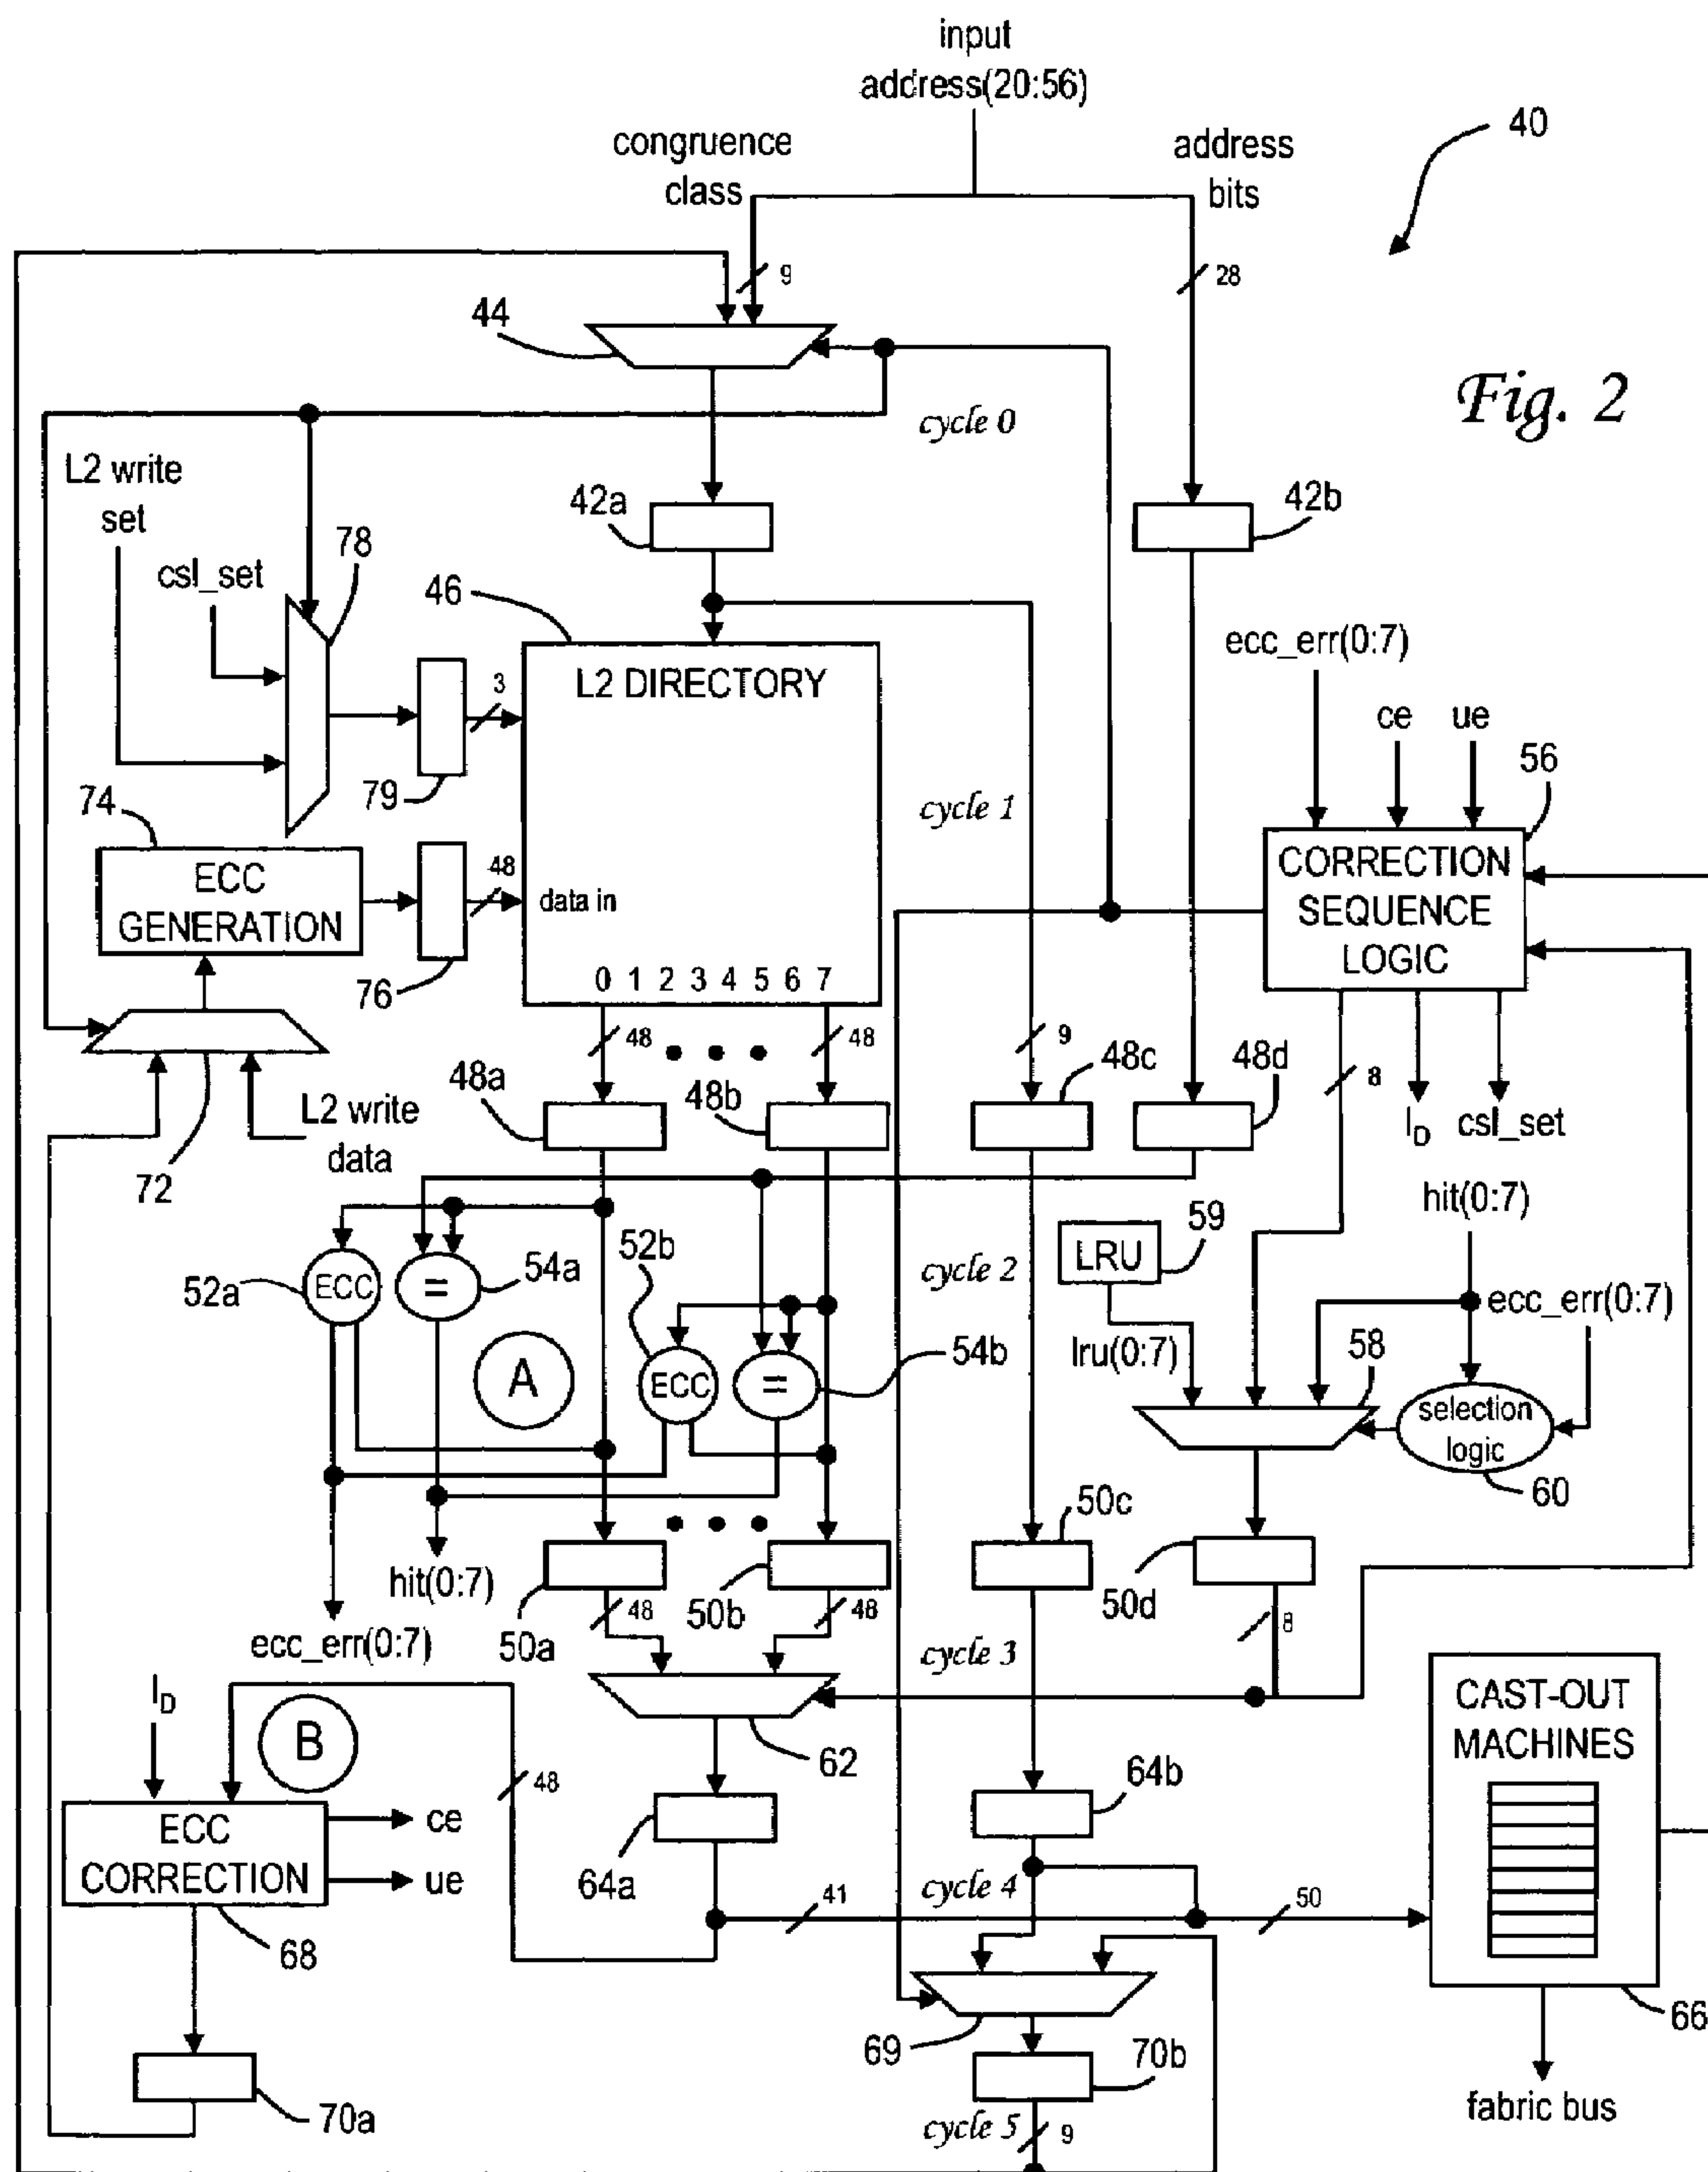 input
address(20:56)
congruence
class
address
bits
40
9
28
44
Fig. 2
cycle 0
L2 write
set
42a
42b
78
csl_set
46
ecc_err(0:7)
L2 DIRECTORY
3
ce
ue
56
79
cycle 1
74
ECC
GENERATION
48
data in
CORRECTION
SEQUENCE
LOGIC
76
0 1 2 3 4 5 6 7
48
48
9
48a
48b
48c
48d
8
L2 write
data
72
I_D
csl_set
hit(0:7)
52a
ECC
=
54a
52b
ECC
=
54b
A
cycle 2
LRU
59
ecc_err(0:7)
lru(0:7)
58
selection
logic
60
hit(0:7)
ecc_err(0:7)
50a
48
50b
48
50c
50d
8
cycle 3
I_D
B
62
CAST-OUT
MACHINES
48
64a
64b
ECC
CORRECTION
ce
ue
68
cycle 4
41
50
66
69
70a
70b
fabric bus
cycle 5
9